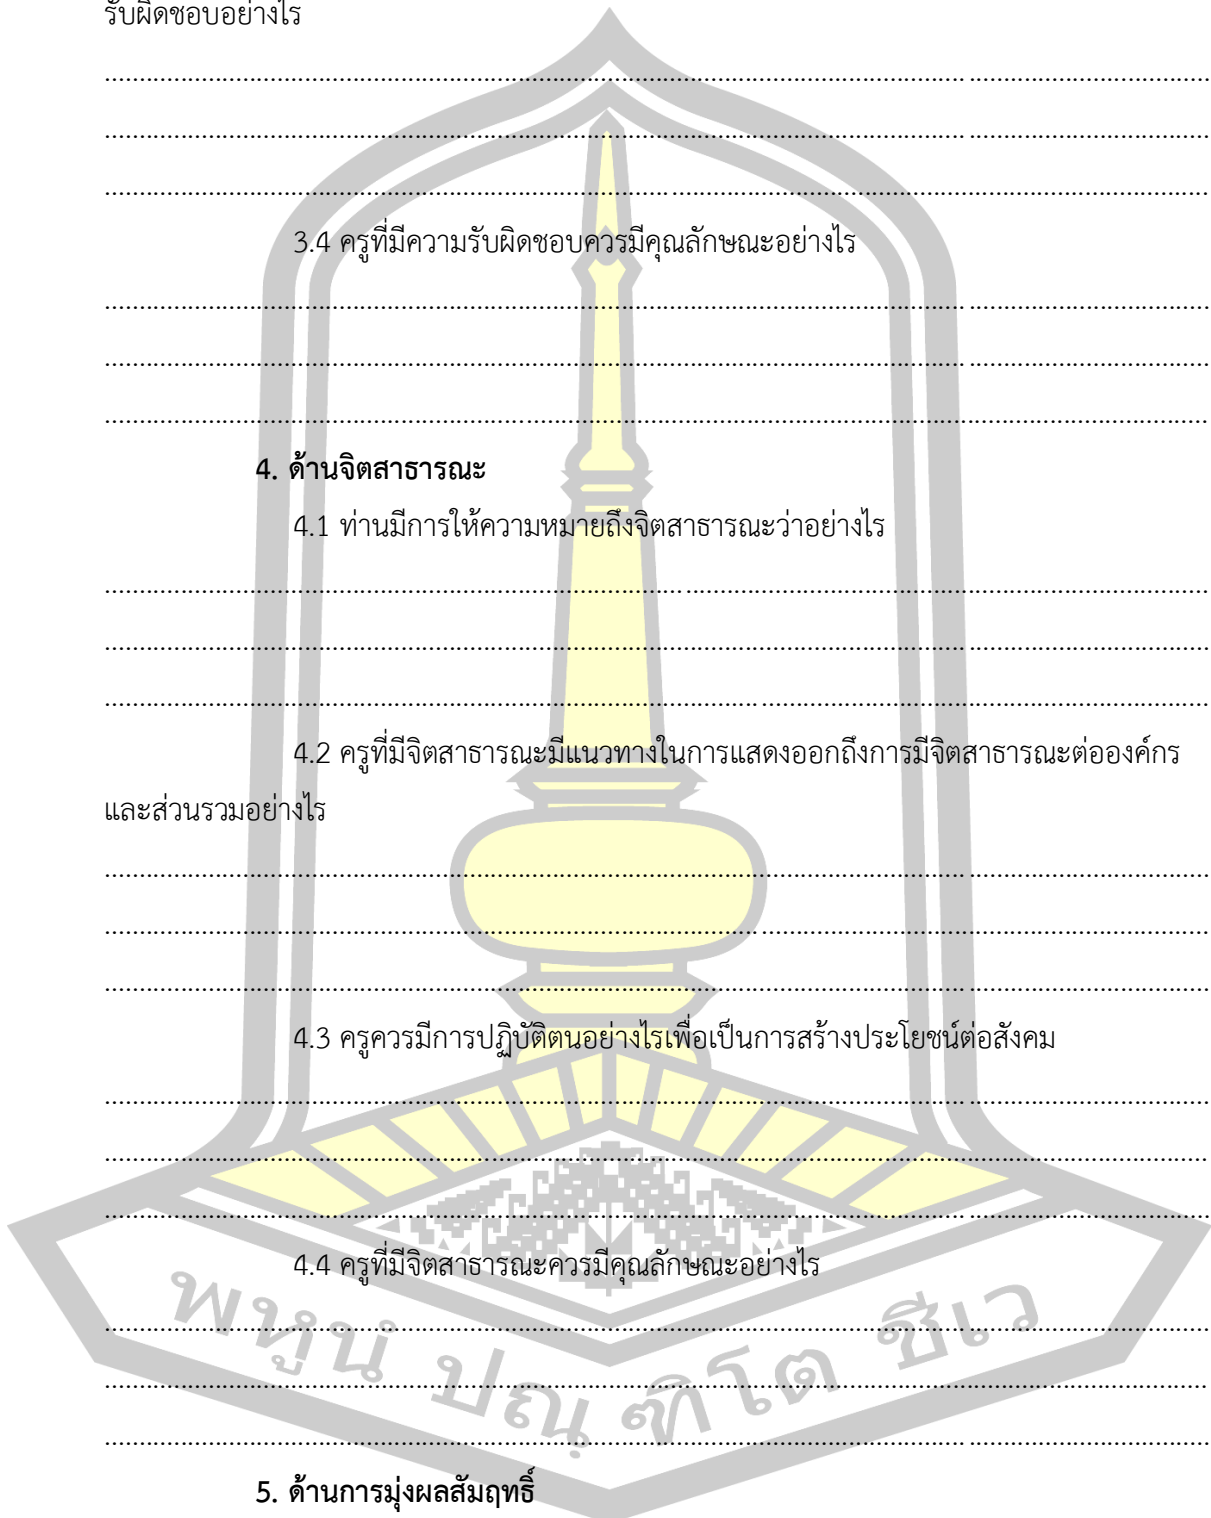 รับผิดชอบอย่างไร
................................................................................................................................................................
................................................................................................................................................................
................................................................................................................................................................
3.4 ครูที่มีความรับผิดชอบควรมีคุณลักษณะอย่างไร
................................................................................................................................................................
................................................................................................................................................................
................................................................................................................................................................
4. ด้านจิตสาธารณะ
4.1 ท่านมีการให้ความหมายถึงจิตสาธารณะว่าอย่างไร
................................................................................................................................................................
................................................................................................................................................................
................................................................................................................................................................
4.2 ครูที่มีจิตสาธารณะมีแนวทางในการแสดงออกถึงการมีจิตสาธารณะต่อองค์กร
และส่วนรวมอย่างไร
................................................................................................................................................................
................................................................................................................................................................
................................................................................................................................................................
4.3 ครูควรมีการปฏิบัติตนอย่างไรเพื่อเป็นการสร้างประโยชน์ต่อสังคม
................................................................................................................................................................
................................................................................................................................................................
................................................................................................................................................................
4.4 ครูที่มีจิตสาธารณะควรมีคุณลักษณะอย่างไร
................................................................................................................................................................
................................................................................................................................................................
................................................................................................................................................................
พหูนํ ปณฺฑิโต ชีเว
5. ด้านการมุ่งผลสัมฤทธิ์